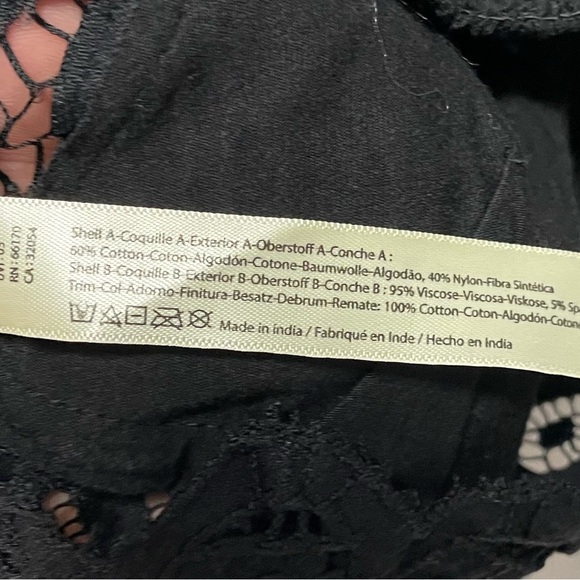 Shell A-Coquille A-Exterior A-Oberstoff A-Conche A :
60% Cotton-Coton-Algodón-Cotone-Baumwolle-Algodão, 40% Nylon-Fibra Sintética
Shell B-Coquille B-Exterior B-Oberstoff B-Conche B : 95% Viscose-Viscosa-Viskose, 5% Sp
Trim-Col-Adorno-Finitura-Besatz-Debrum-Remate: 100% Cotton-Coton-Algodón-Coton
Made in India / Fabriqué en Inde / Hecho en India
RN: 66170
CA: 32054